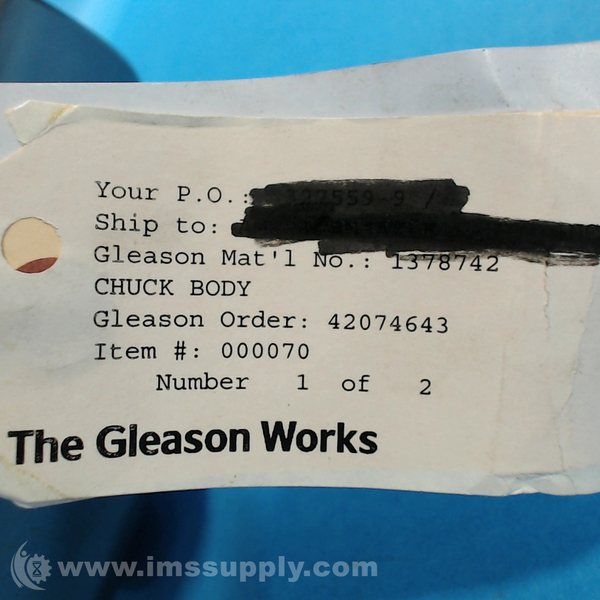 Your P.O.:
Ship to:
Gleason Mat'l No.: 1378742
CHUCK BODY
Gleason Order: 42074643
Item #: 000070
Number 1 of 2
The Gleason Works
www.imssupply.com